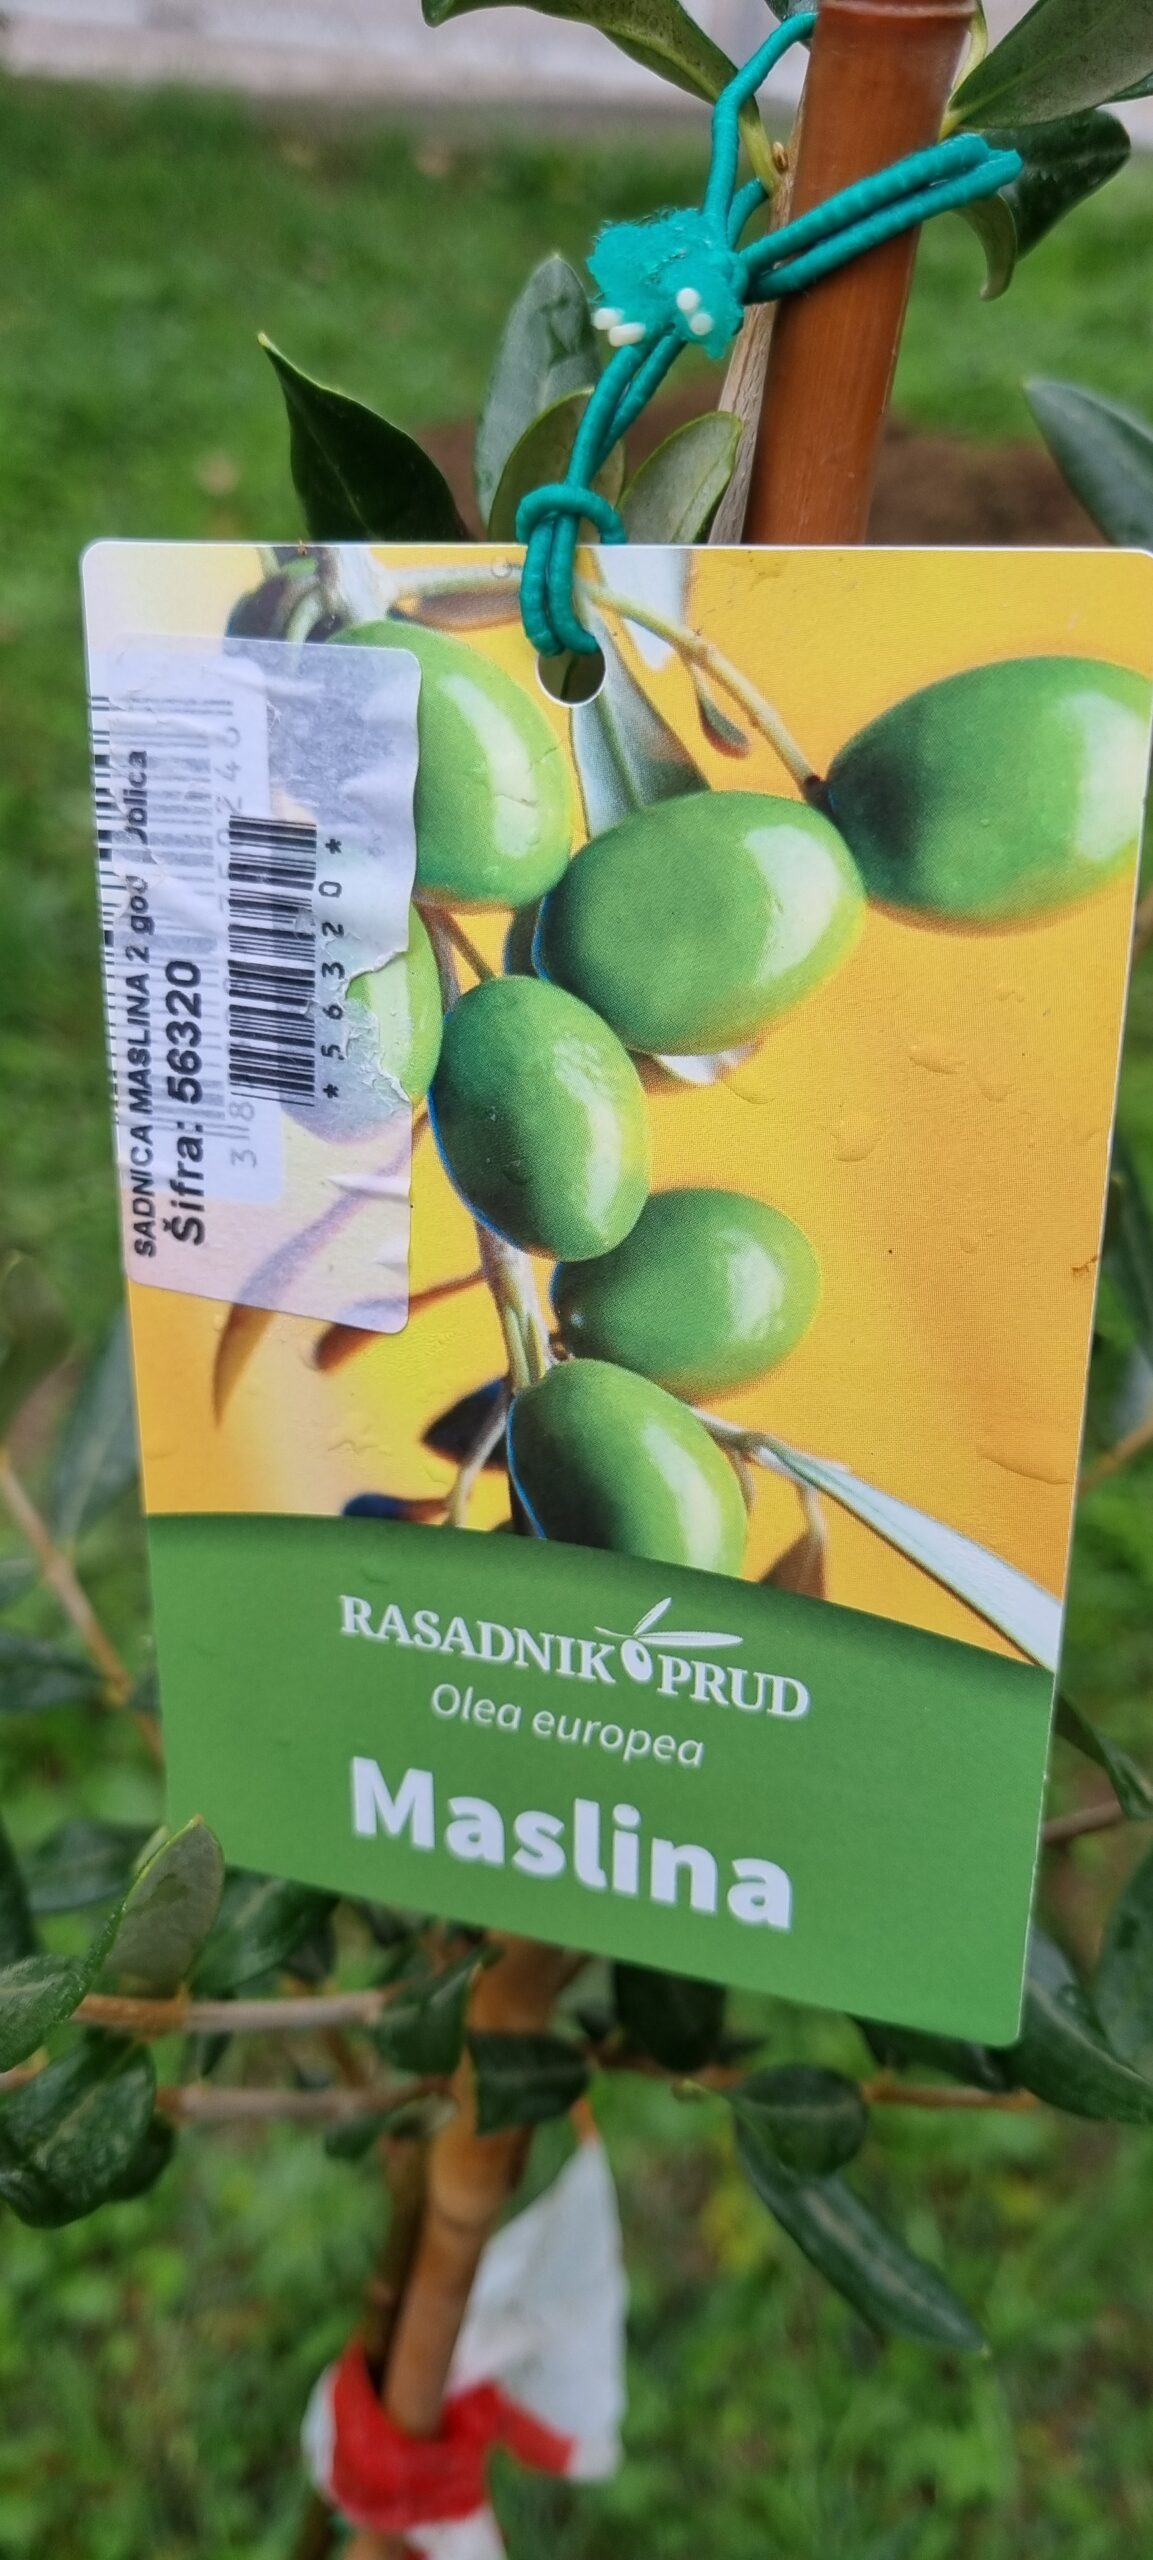 SADNICA MASLINA 2 god
Šifra: 56320
*56320*
RASADNIK PRUD
Olea europea
Maslina